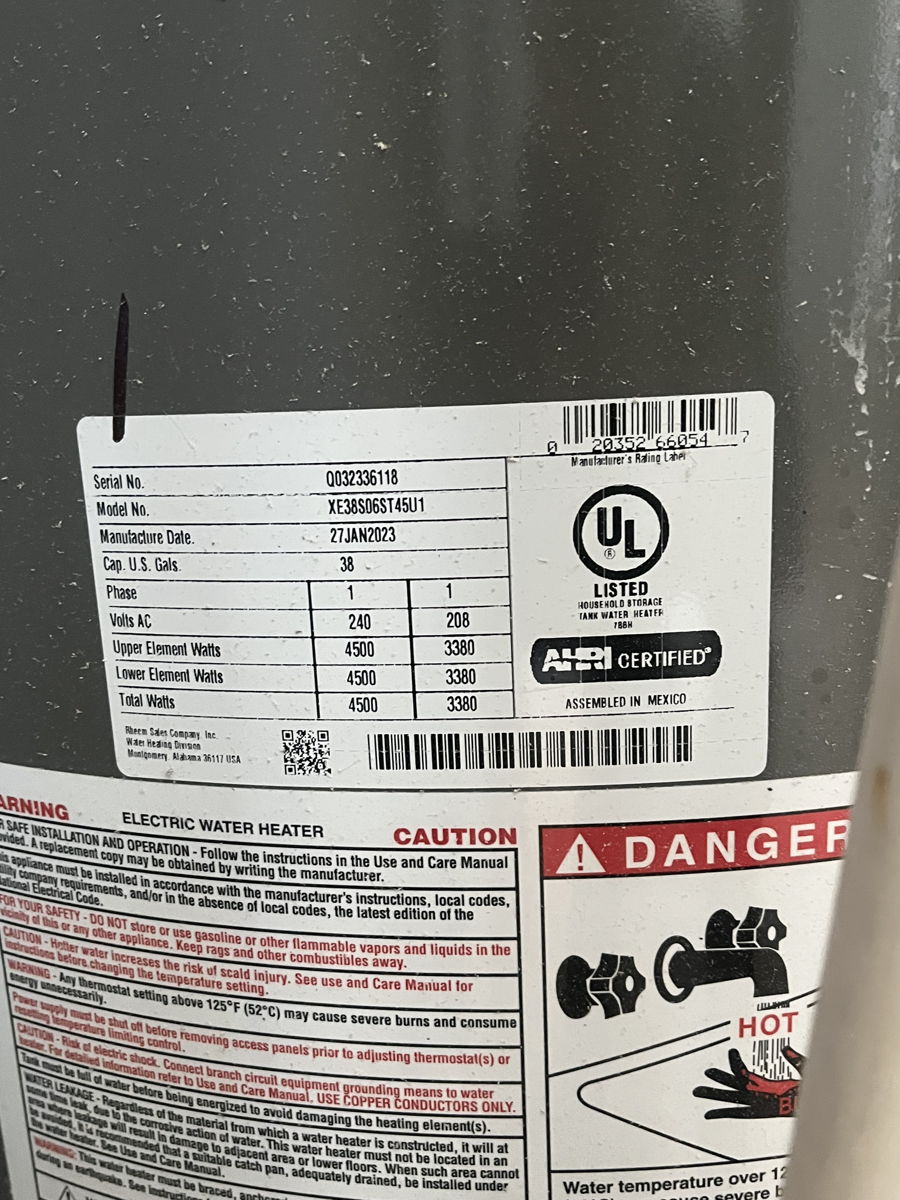 0 20352 66054 7
Manufacturer's Rating Label
Serial No. Q032336118
Model No. XE38S06ST45U1
Manufacture Date. 27JAN2023
Cap. U.S. Gals. 38
Phase 1 1
Volts AC 240 208
Upper Element Watts 4500 3380
Lower Element Watts 4500 3380
Total Watts 4500 3380
UL
®
LISTED
HOUSEHOLD STORAGE
TANK WATER HEATER
788H
AHRI CERTIFIED®
ASSEMBLED IN MEXICO
Rheem Sales Company, Inc.
Water Heating Division
Montgomery, Alabama 36117 USA
ARNING
ELECTRIC WATER HEATER
CAUTION
R SAFE INSTALLATION AND OPERATION - Follow the instructions in the Use and Care Manual
ovided. A replacement copy may be obtained by writing the manufacturer.
is appliance must be installed in accordance with the manufacturer's instructions, local codes,
ility company requirements, and/or in the absence of local codes, the latest edition of the
ational Electrical Code.
FOR YOUR SAFETY - DO NOT store or use gasoline or other flammable vapors and liquids in the
vicinity of this or any other appliance. Keep rags and other combustibles away.
CAUTION - Hotter water increases the risk of scald injury. See use and Care Manual for
instructions before changing the temperature setting.
WARNING - Any thermostat setting above 125°F (52°C) may cause severe burns and consume
energy unnecessarily.
Power supply must be shut off before removing access panels prior to adjusting thermostat(s) or
resetting temperature limiting control.
CAUTION - Risk of electric shock. Connect branch circuit equipment grounding means to water
heater. For detailed information refer to Use and Care Manual. USE COPPER CONDUCTORS ONLY.
Tank must be full of water before being energized to avoid damaging the heating element(s).
WATER LEAKAGE - Regardless of the material from which a water heater is constructed, it will at
some time leak, due to the corrosive action of water. This water heater must not be located in an
area where leakage will result in damage to adjacent area or lower floors. When such area cannot
be avoided, it is recommended that a suitable catch pan, adequately drained, be installed under
the water heater. See Use and Care Manual.
WARNING: This water heater must be braced,
during an earthquake. See
DANGER
HOT
B
Water temperature over 12
severe b